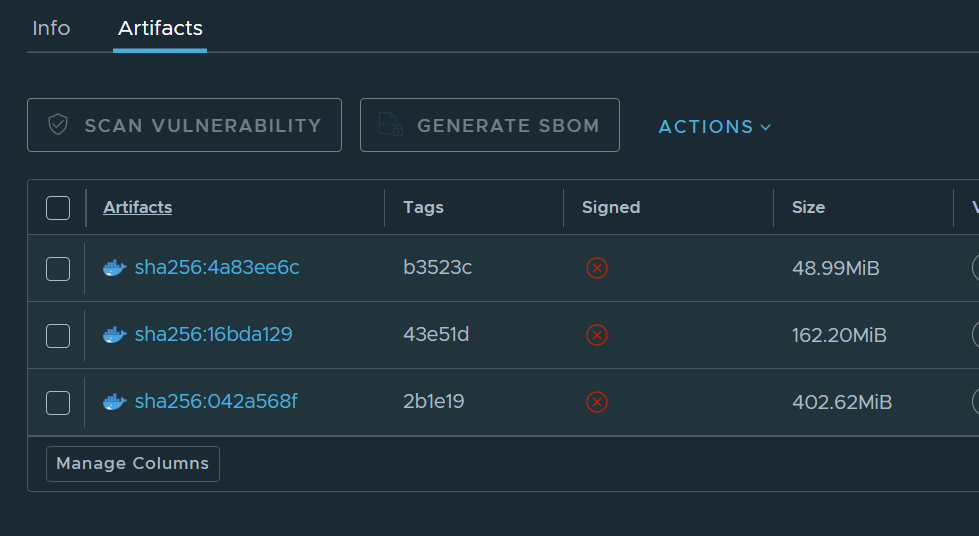 Info Artifacts
SCAN VULNERABILITY GENERATE SBOM ACTIONS
Artifacts Tags Signed Size
sha256:4a83ee6c b3523c 48.99MiB
sha256:16bda129 43e51d 162.20MiB
sha256:042a568f 2b1e19 402.62MiB
Manage Columns